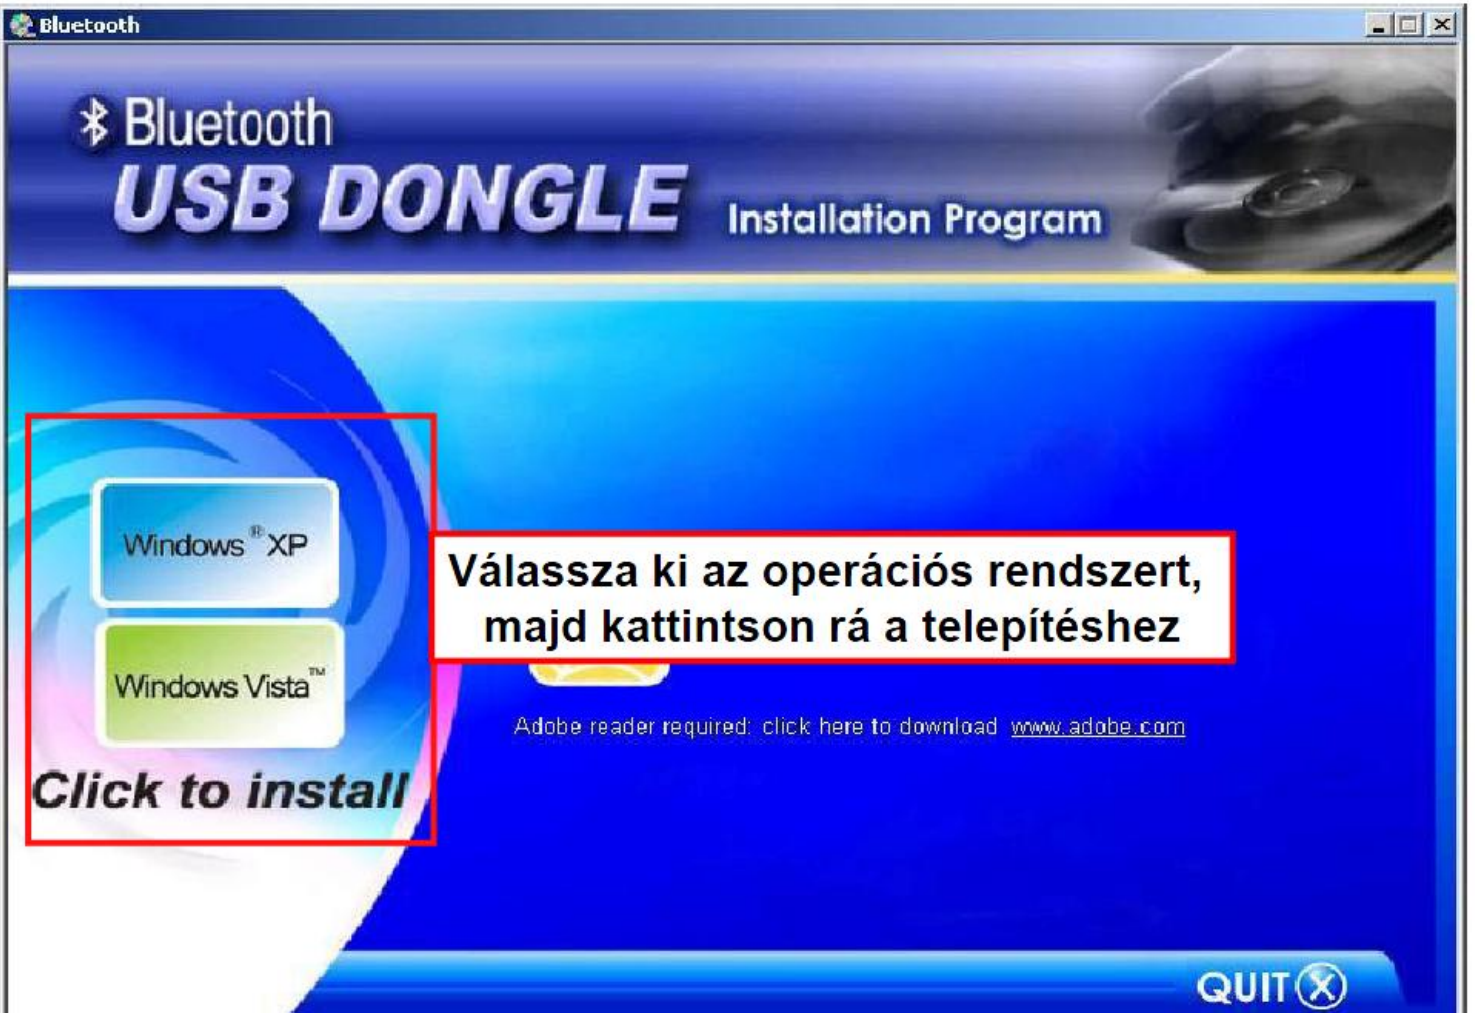 Bluetooth
Bluetooth
USB DONGLE Installation Program
Windows® XP
Válassza ki az operációs rendszert,
majd kattintson rá a telepítéshez
Windows Vista™
Adobe reader required: click here to download www.adobe.com
Click to install
QUIT X